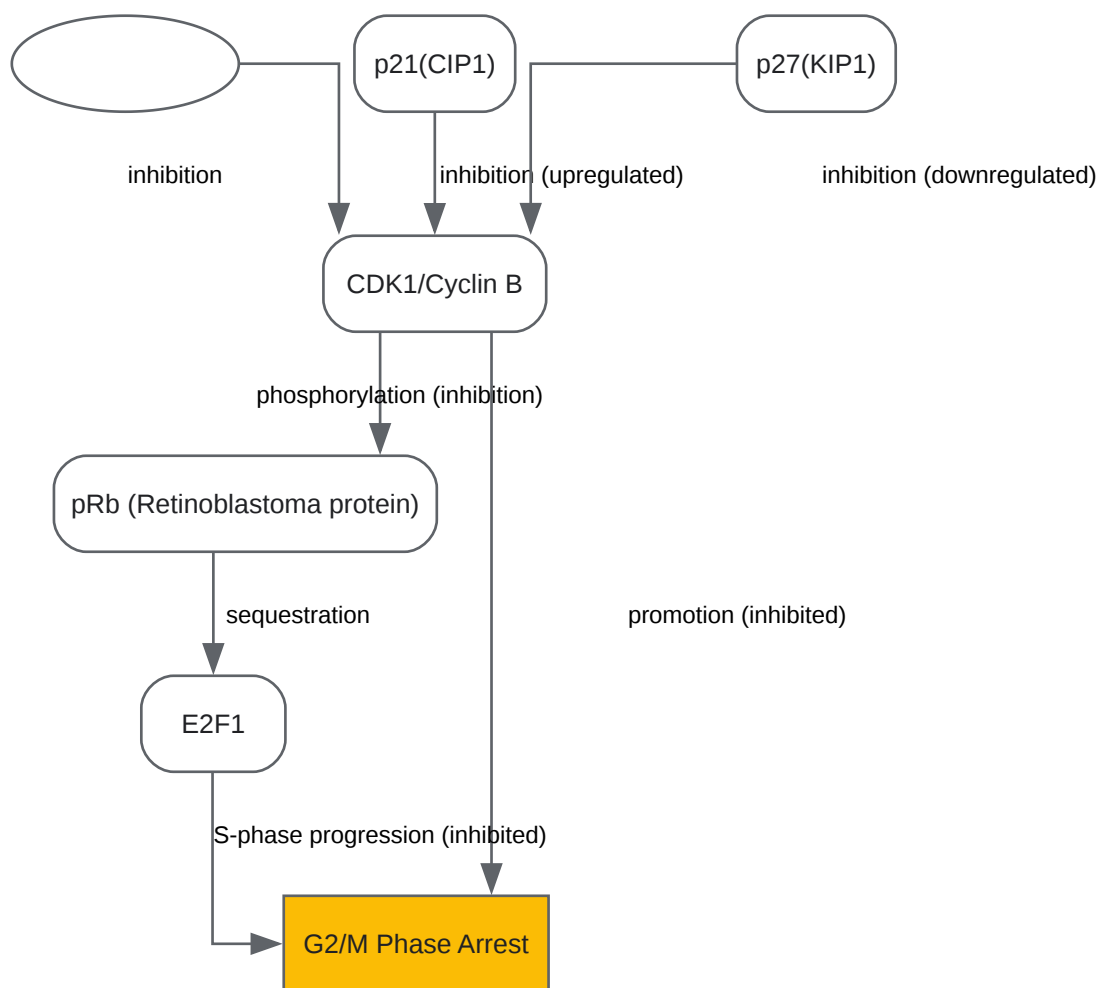 p21(CIP1)
p27(KIP1)
inhibition
inhibition (upregulated)
inhibition (downregulated)
CDK1/Cyclin B
phosphorylation (inhibition)
pRb (Retinoblastoma protein)
sequestration
promotion (inhibited)
E2F1
S-phase progression (inhibited)
G2/M Phase Arrest